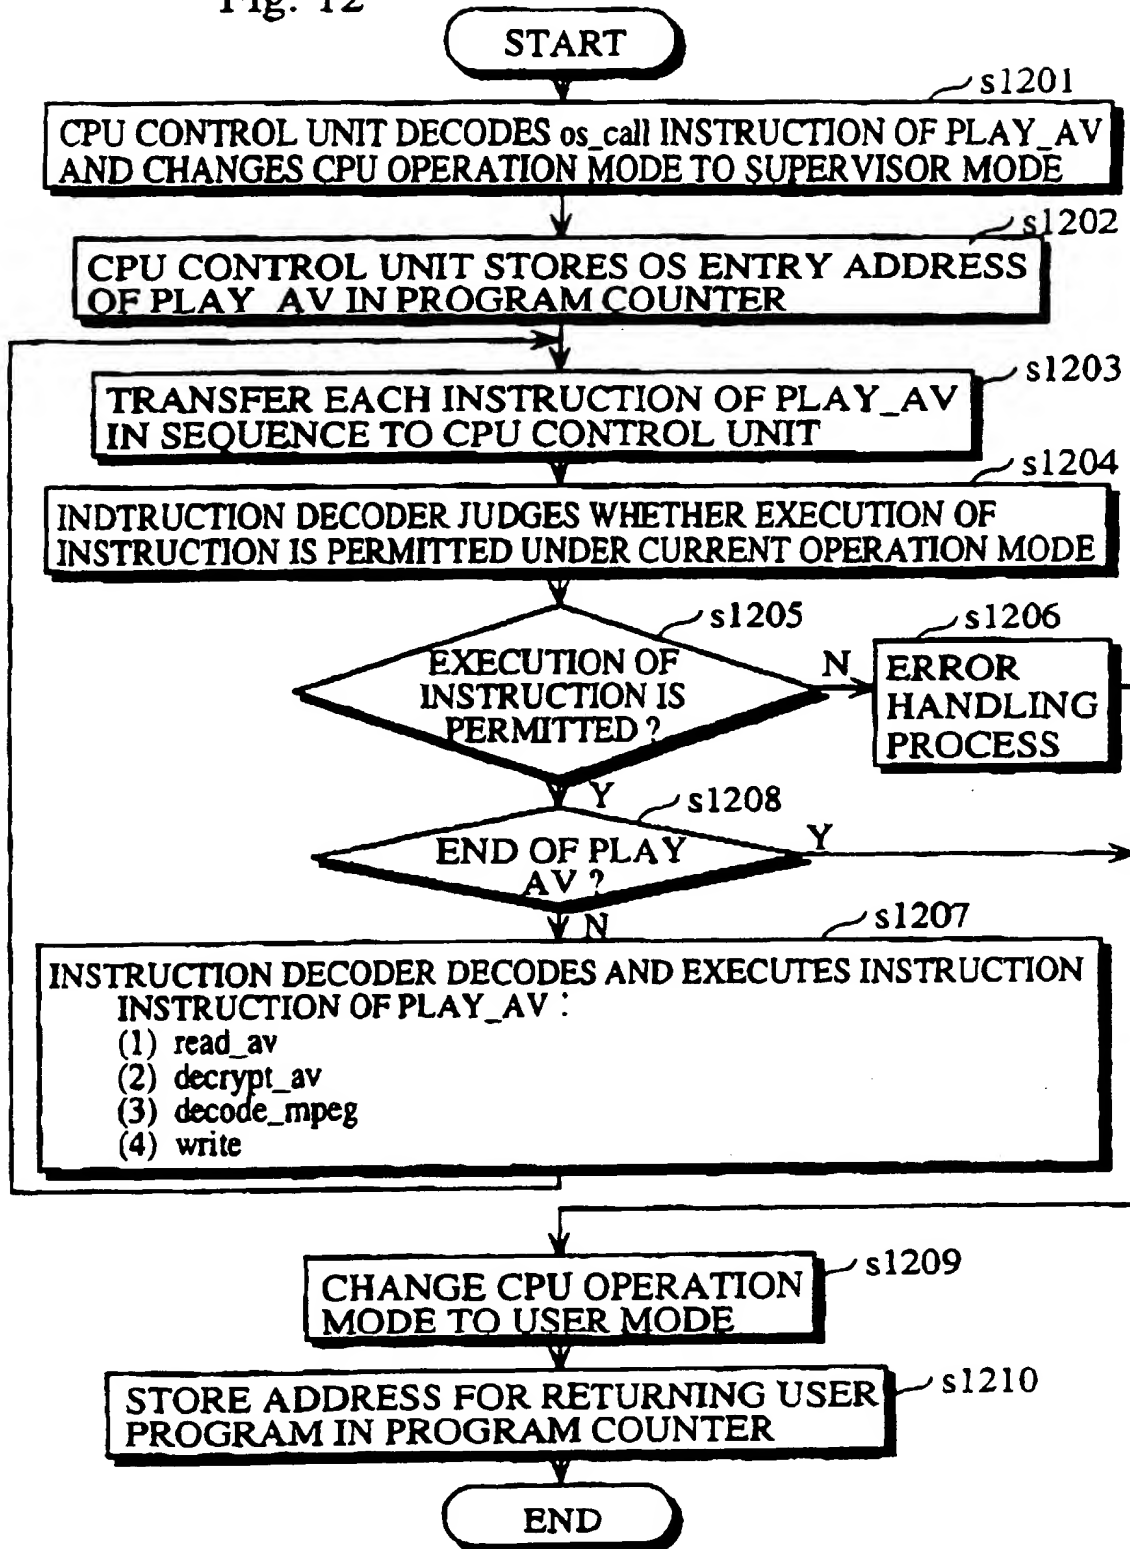 Fig. 12
START
s1201
CPU CONTROL UNIT DECODES os_call INSTRUCTION OF PLAY_AV
AND CHANGES CPU OPERATION MODE TO SUPERVISOR MODE
s1202
CPU CONTROL UNIT STORES OS ENTRY ADDRESS
OF PLAY_AV IN PROGRAM COUNTER
s1203
TRANSFER EACH INSTRUCTION OF PLAY_AV
IN SEQUENCE TO CPU CONTROL UNIT
s1204
INDTRUCTION DECODER JUDGES WHETHER EXECUTION OF
INSTRUCTION IS PERMITTED UNDER CURRENT OPERATION MODE
s1205
EXECUTION OF
INSTRUCTION IS
PERMITTED ?
N
s1206
ERROR
HANDLING
PROCESS
Y
s1208
END OF PLAY
AV ?
Y
N
s1207
INSTRUCTION DECODER DECODES AND EXECUTES INSTRUCTION
INSTRUCTION OF PLAY_AV :
(1) read_av
(2) decrypt_av
(3) decode_mpeg
(4) write
s1209
CHANGE CPU OPERATION
MODE TO USER MODE
s1210
STORE ADDRESS FOR RETURNING USER
PROGRAM IN PROGRAM COUNTER
END